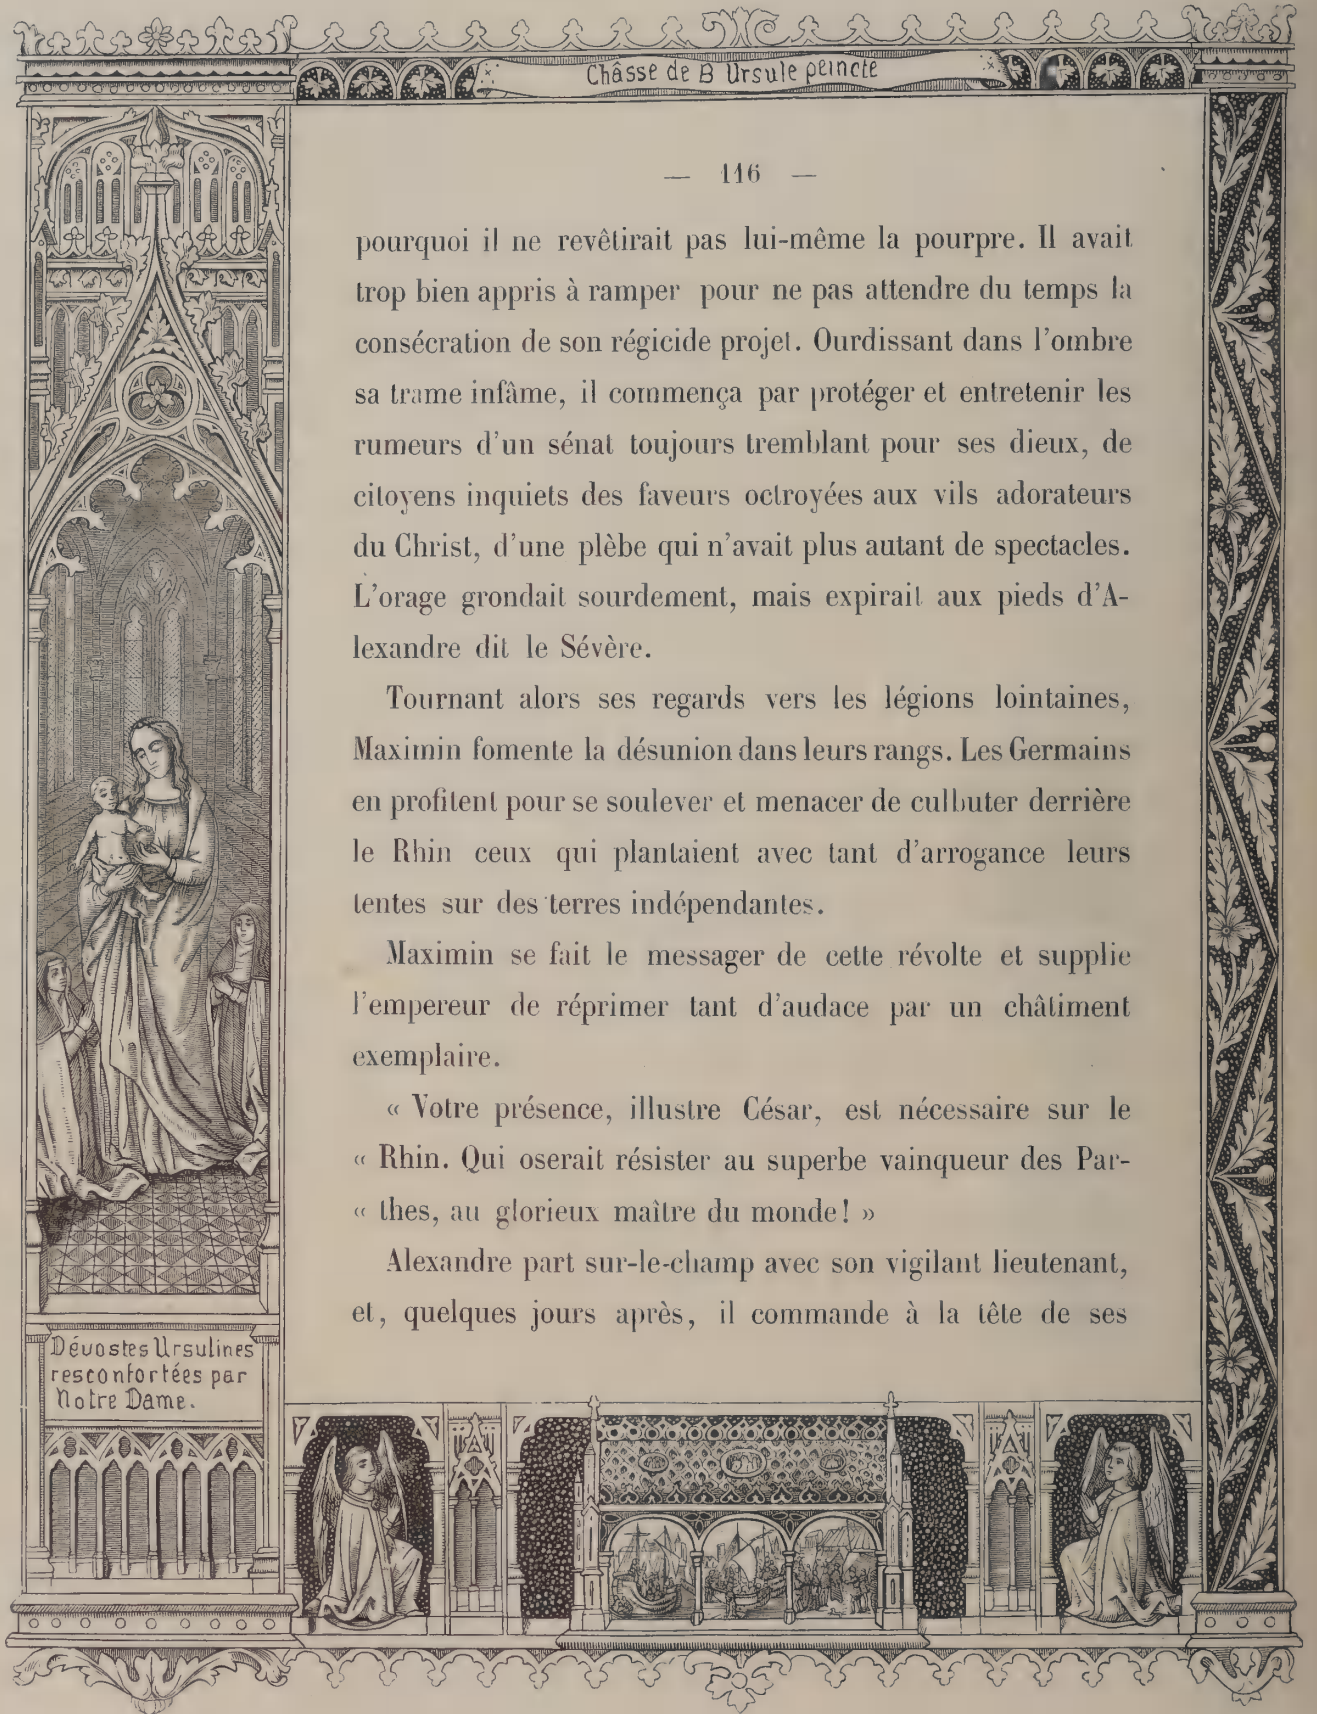 Châsse de B Ursule peincte
— 116 —
pourquoi il ne revêtirait pas lui-même la pourpre. Il avait
trop bien appris à ramper pour ne pas attendre du temps la
consécration de son régicide projet. Ourdissant dans l'ombre
sa trame infâme, il commença par protéger et entretenir les
rumeurs d'un sénat toujours tremblant pour ses dieux, de
citoyens inquiets des faveurs octroyées aux vils adorateurs
du Christ, d'une plèbe qui n'avait plus autant de spectacles.
L'orage grondait sourdement, mais expirait aux pieds d'A-
lexandre dit le Sévère.
Tournant alors ses regards vers les légions lointaines,
Maximin fomente la désunion dans leurs rangs. Les Germains
en profitent pour se soulever et menacer de culbuter derrière
le Rhin ceux qui plantaient avec tant d'arrogance leurs
tentes sur des terres indépendantes.
Maximin se fait le messager de cette révolte et supplie
l'empereur de réprimer tant d'audace par un châtiment
exemplaire.
« Votre présence, illustre César, est nécessaire sur le
« Rhin. Qui oserait résister au superbe vainqueur des Par-
« thes, au glorieux maître du monde! »
Alexandre part sur-le-champ avec son vigilant lieutenant,
et, quelques jours après, il commande à la tête de ses
Dévostes Ursulines
resconfortées par
Notre Dame.